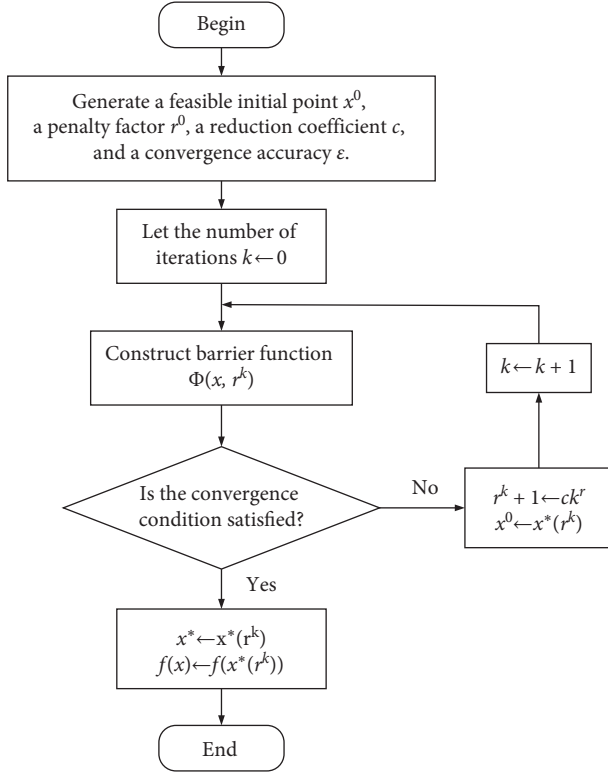 Begin
Generate a feasible initial point x⁰,
a penalty factor r⁰, a reduction coefficient c,
and a convergence accuracy ε.
Let the number of
iterations k←0
Construct barrier function
Φ(x, rᵏ)
k←k + 1
Is the convergence
condition satisfied?
No
rᵏ + 1←ckʳ
x⁰←x*(rᵏ)
Yes
x*←x*(rᵏ)
f(x)←f(x*(rᵏ))
End